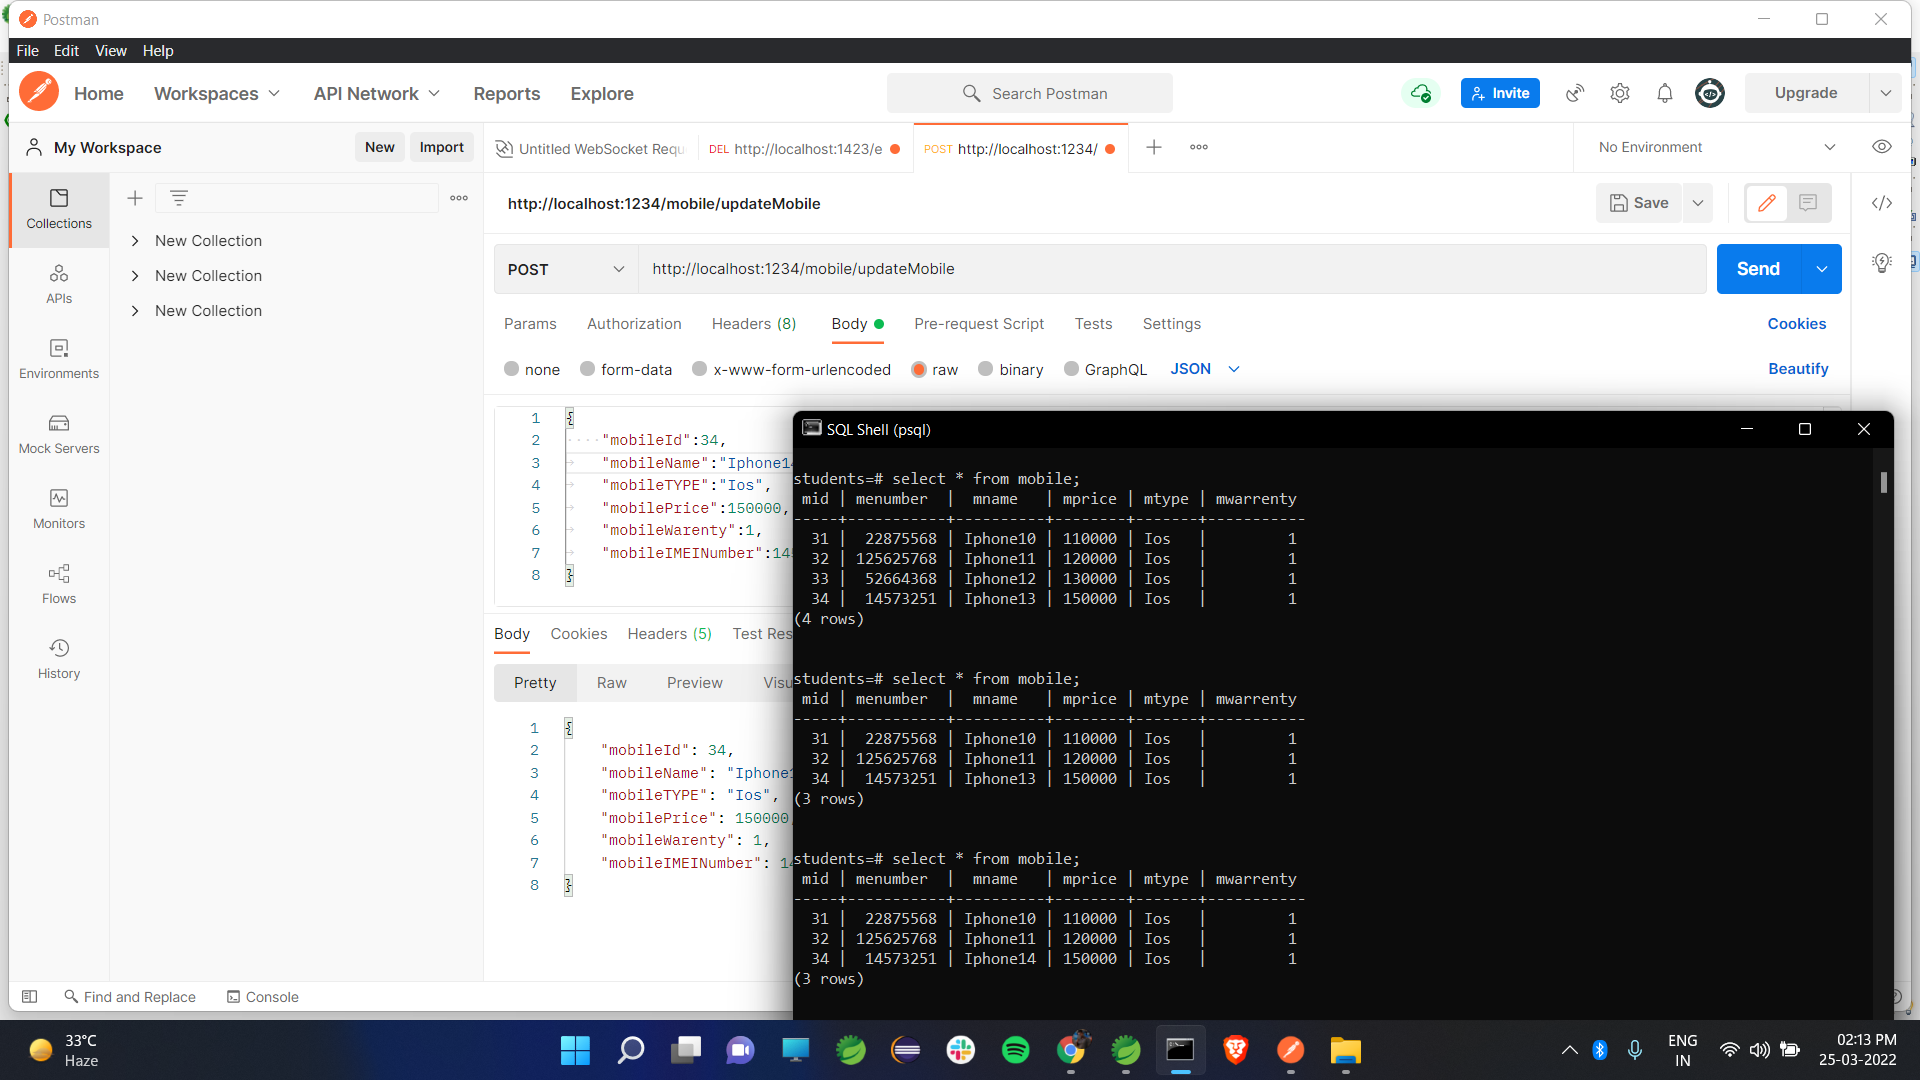 Postman
File Edit View Help
Home Workspaces API Network Reports Explore
Search Postman
Invite
Upgrade
My Workspace
New Import
Untitled WebSocket Requ
DEL http://localhost:1423/e
POST http://localhost:1234/
No Environment
Collections
APIs
Environments
Mock Servers
Monitors
Flows
History
New Collection
New Collection
New Collection
http://localhost:1234/mobile/updateMobile
Save
POST http://localhost:1234/mobile/updateMobile
Send
Params Authorization Headers (8) Body Pre-request Script Tests Settings
Cookies
none form-data x-www-form-urlencoded raw binary GraphQL JSON
Beautify
1 {
2 "mobileId":34,
3 "mobileName":"Iphone14
4 "mobileTYPE":"Ios",
5 "mobilePrice":150000,
6 "mobileWarenty":1,
7 "mobileIMEINumber":145
8 }
Body Cookies Headers (5) Test Res
Pretty Raw Preview Visu
1 {
2 "mobileId": 34,
3 "mobileName": "Iphone1
4 "mobileTYPE": "Ios",
5 "mobilePrice": 150000,
6 "mobileWarenty": 1,
7 "mobileIMEINumber": 14
8 }
SQL Shell (psql)
students=# select * from mobile;
mid | menumber | mname | mprice | mtype | mwarrenty
-----+-----------+----------+--------+-------+-----------
31 | 22875568 | Iphone10 | 110000 | Ios | 1
32 | 125625768 | Iphone11 | 120000 | Ios | 1
33 | 52664368 | Iphone12 | 130000 | Ios | 1
34 | 14573251 | Iphone13 | 150000 | Ios | 1
(4 rows)
students=# select * from mobile;
mid | menumber | mname | mprice | mtype | mwarrenty
-----+-----------+----------+--------+-------+-----------
31 | 22875568 | Iphone10 | 110000 | Ios | 1
32 | 125625768 | Iphone11 | 120000 | Ios | 1
34 | 14573251 | Iphone13 | 150000 | Ios | 1
(3 rows)
students=# select * from mobile;
mid | menumber | mname | mprice | mtype | mwarrenty
-----+-----------+----------+--------+-------+-----------
31 | 22875568 | Iphone10 | 110000 | Ios | 1
32 | 125625768 | Iphone11 | 120000 | Ios | 1
34 | 14573251 | Iphone14 | 150000 | Ios | 1
(3 rows)
Find and Replace Console
33°C
Haze
ENG
IN
02:13 PM
25-03-2022